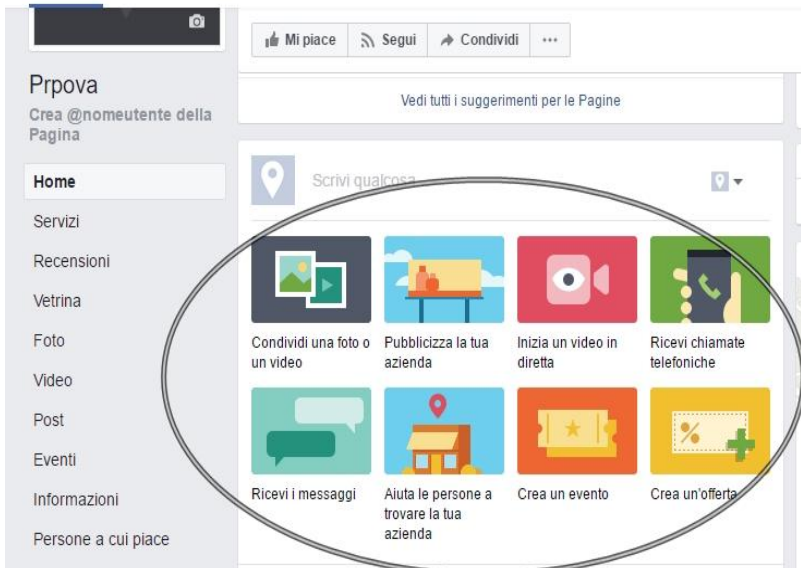 Mi piace Segui Condividi ...
Prpova
Crea @nomeutente della
Pagina
Vedi tutti i suggerimenti per le Pagine
Home
Servizi
Recensioni
Vetrina
Foto
Video
Post
Eventi
Informazioni
Persone a cui piace
Scrivi qualcosa
Condividi una foto o
un video
Pubblicizza la tua
azienda
Inizia un video in
diretta
Ricevi chiamate
telefoniche
Ricevi i messaggi
Aiuta le persone a
trovare la tua
azienda
Crea un evento
Crea un'offerta